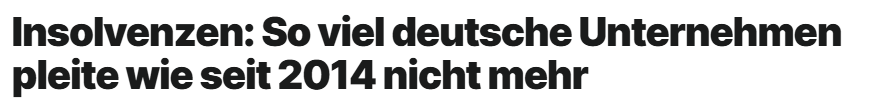 Insolvenzen: So viel deutsche Unternehmen
pleite wie seit 2014 nicht mehr